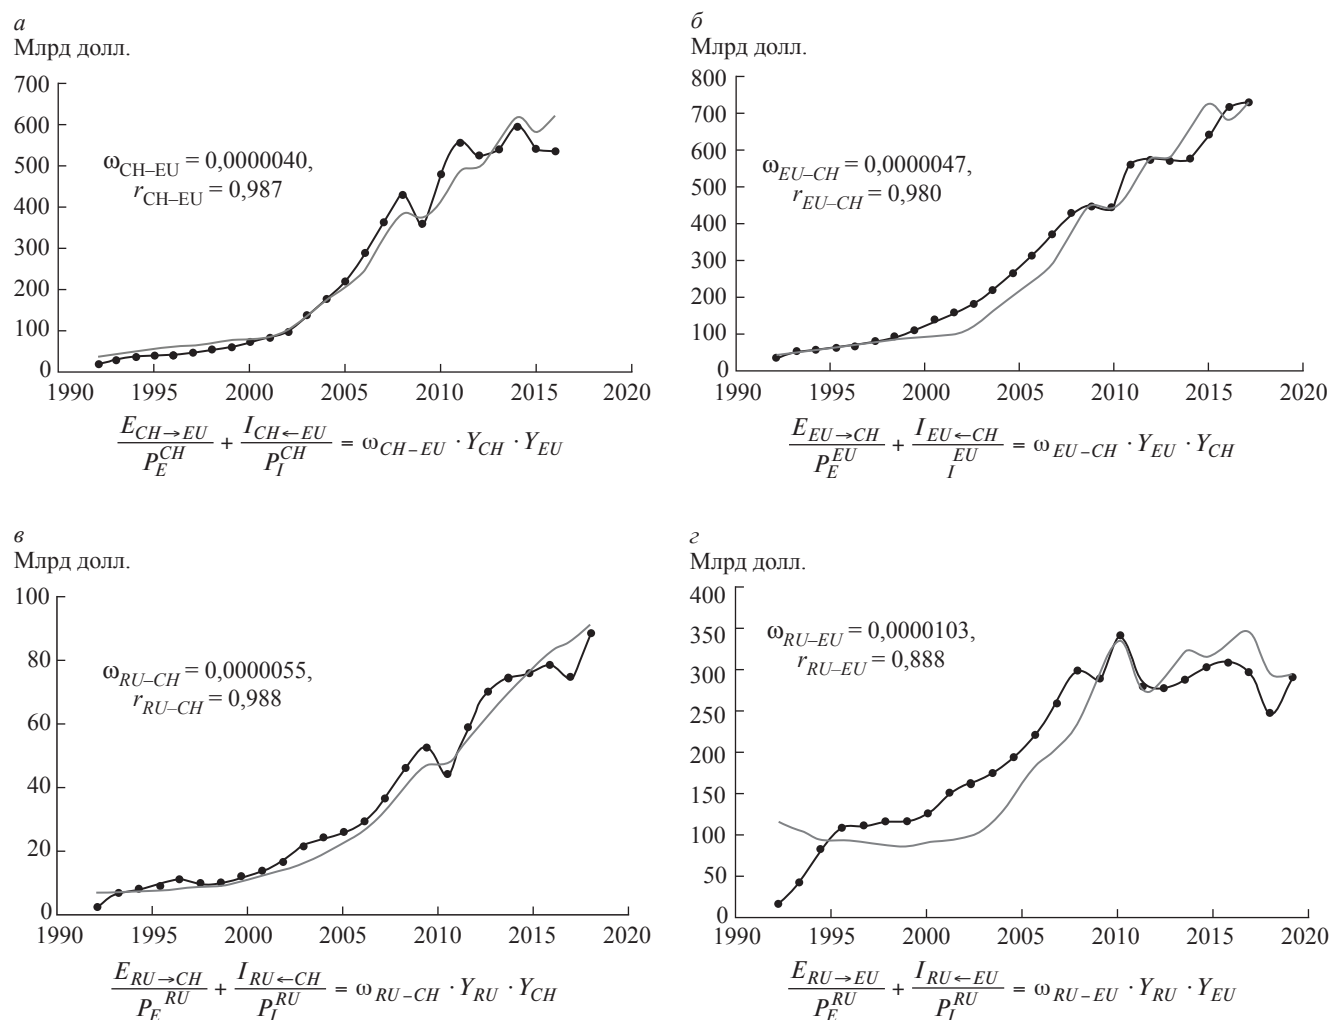 а
Млрд долл.
700
600
500
400
300
200
100
0
1990 1995 2000 2005 2010 2015 2020
ω_CH–EU = 0,0000040,
r_CH–EU = 0,987
E_CH→EU / P_E^CH + I_CH←EU / P_I^CH = ω_CH–EU · Y_CH · Y_EU
б
Млрд долл.
800
700
600
500
400
300
200
100
0
1990 1995 2000 2005 2010 2015 2020
ω_EU–CH = 0,0000047,
r_EU–CH = 0,980
E_EU→CH / P_E^EU + I_EU←CH / _I^EU = ω_EU–CH · Y_EU · Y_CH
в
Млрд долл.
100
80
60
40
20
0
1990 1995 2000 2005 2010 2015 2020
ω_RU–CH = 0,0000055,
r_RU–CH = 0,988
E_RU→CH / P_E^RU + I_RU←CH / P_I^RU = ω_RU–CH · Y_RU · Y_CH
г
Млрд долл.
400
350
300
250
200
150
100
50
0
1990 1995 2000 2005 2010 2015 2020
ω_RU–EU = 0,0000103,
r_RU–EU = 0,888
E_RU→EU / P_E^RU + I_RU←EU / P_I^RU = ω_RU–EU · Y_RU · Y_EU